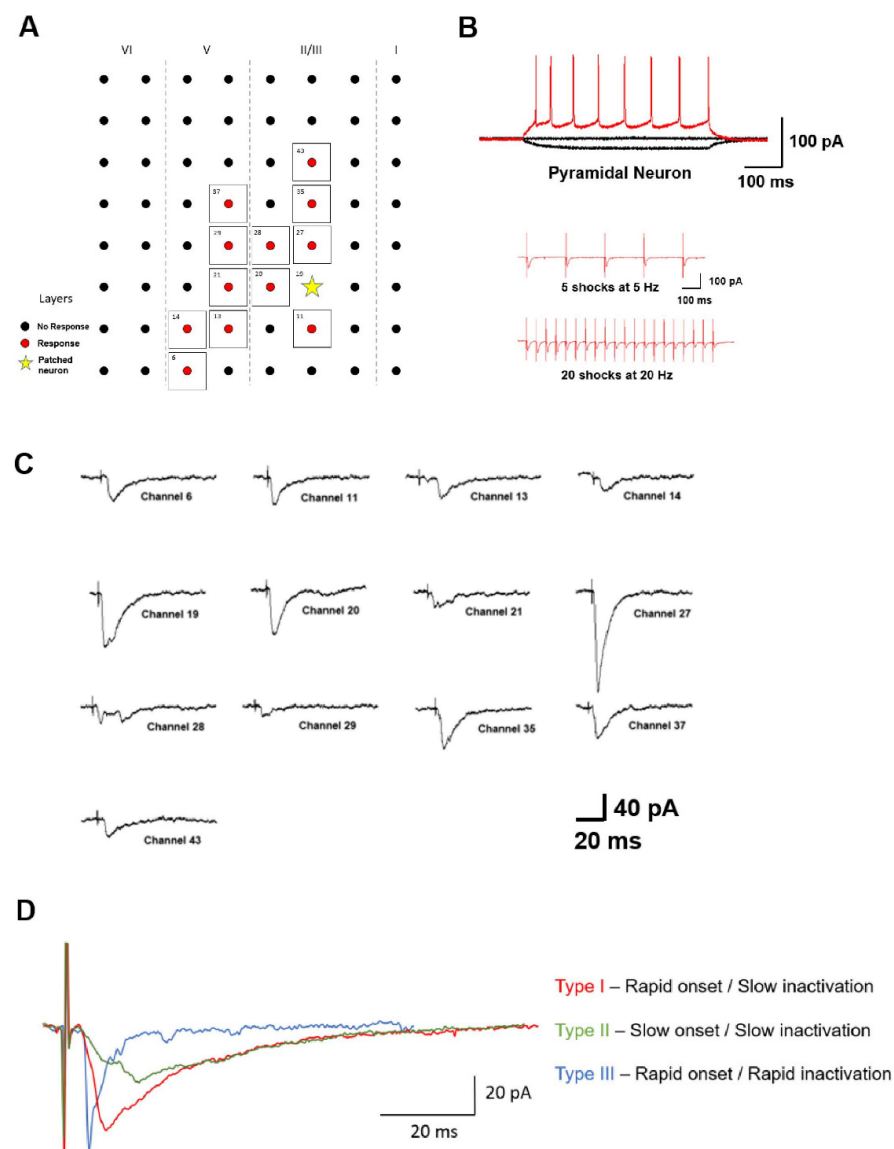 A
VI V II/III I
43
37 35
29 28 27
21 20 19
14 13 11
6
Layers
No Response
Response
Patched
neuron
B
100 pA
100 ms
Pyramidal Neuron
100 pA
100 ms
5 shocks at 5 Hz
20 shocks at 20 Hz
C
Channel 6
Channel 11
Channel 13
Channel 14
Channel 19
Channel 20
Channel 21
Channel 27
Channel 28
Channel 29
Channel 35
Channel 37
Channel 43
40 pA
20 ms
D
Type I – Rapid onset / Slow inactivation
Type II – Slow onset / Slow inactivation
Type III – Rapid onset / Rapid inactivation
20 pA
20 ms